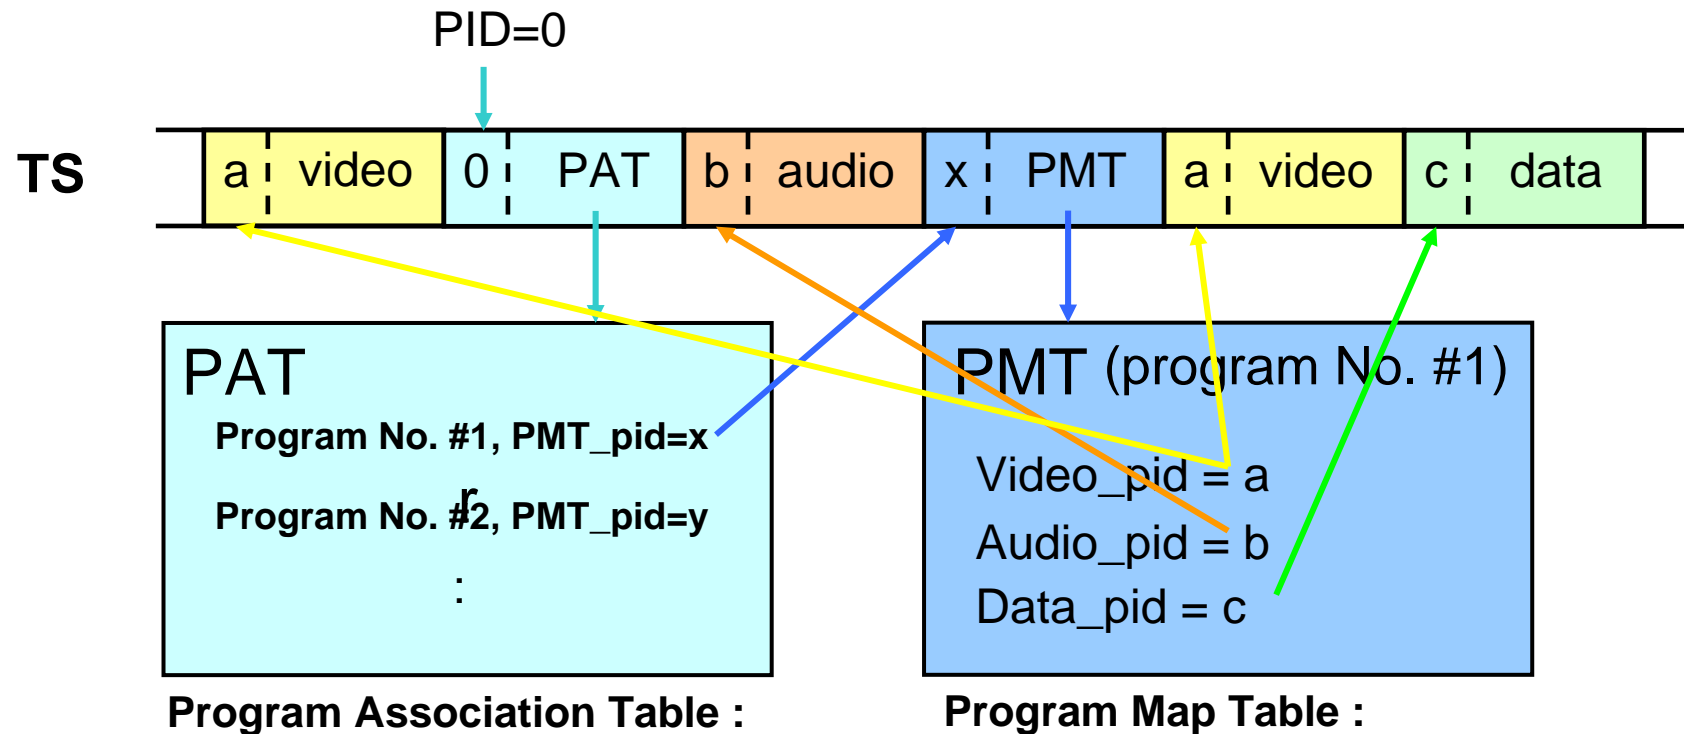 PID=0
TS a video 0 PAT b audio x PMT a video c data
PAT
Program No. #1, PMT_pid=x
r
Program No. #2, PMT_pid=y
:
PMT (program No. #1)
Video_pid = a
Audio_pid = b
Data_pid = c
Program Association Table :
Program Map Table :